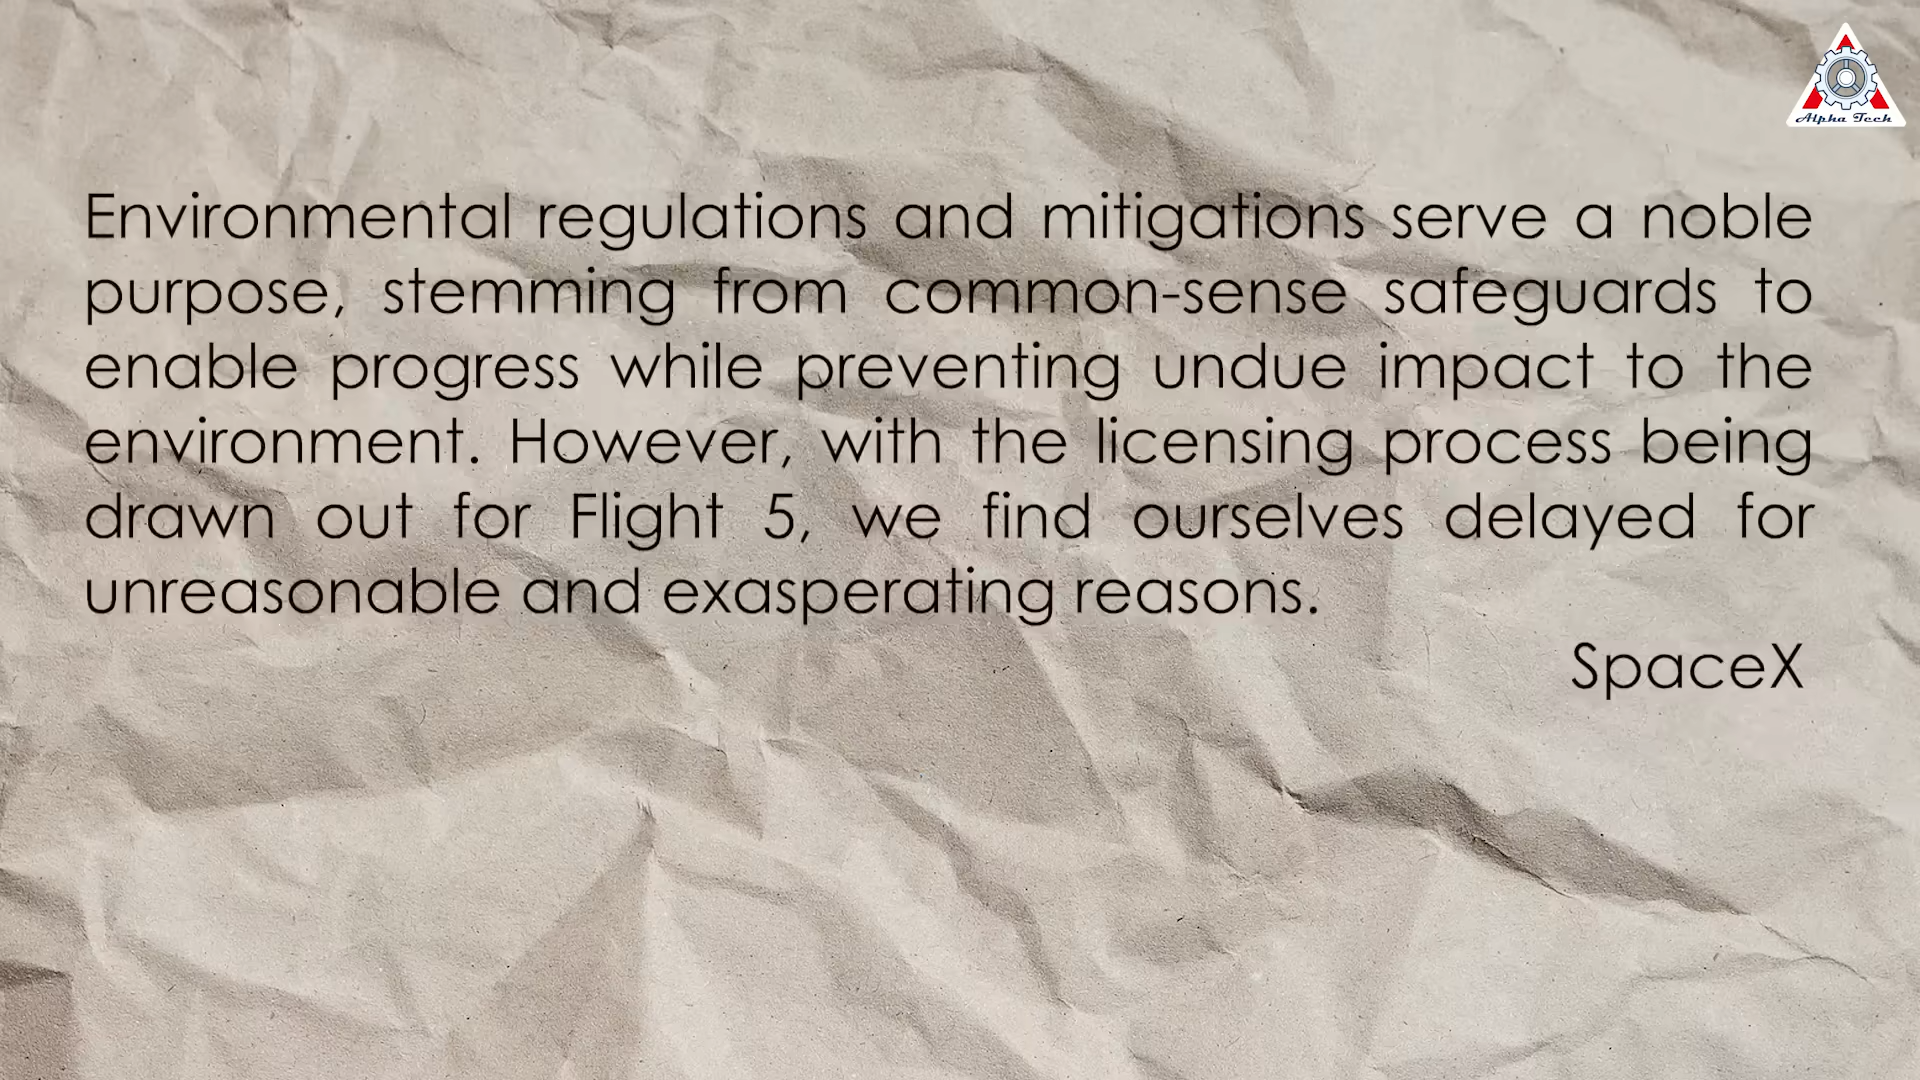 Alpha Tech
Environmental regulations and mitigations serve a noble
purpose, stemming from common-sense safeguards to
enable progress while preventing undue impact to the
environment. However, with the licensing process being
drawn out for Flight 5, we find ourselves delayed for
unreasonable and exasperating reasons.
SpaceX